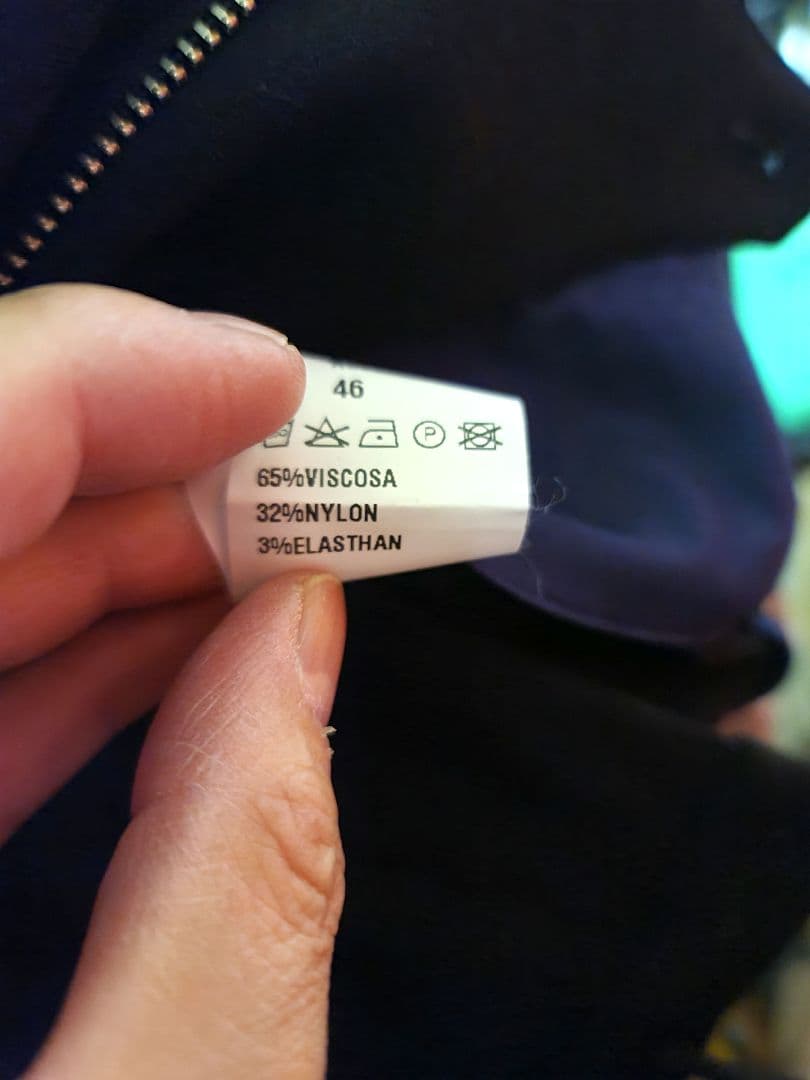 46
P
65%VISCOSA
32%NYLON
3%ELASTHAN